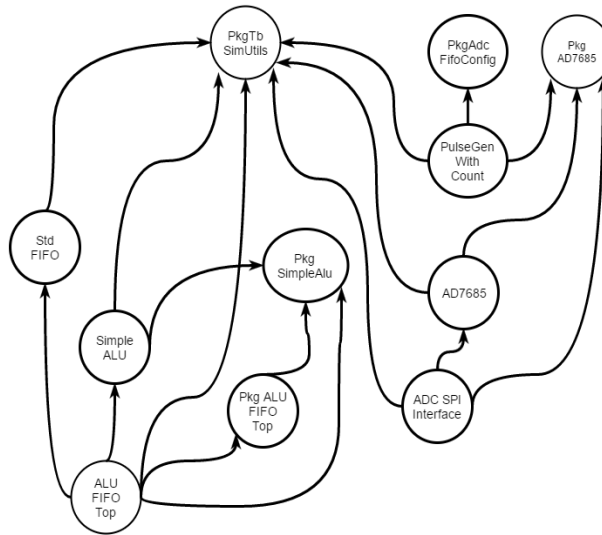 PkgTb
SimUtils
PkgAdc
FifoConfig
Pkg
AD7685
PulseGen
With
Count
Std
FIFO
Pkg
SimpleAlu
AD7685
Simple
ALU
Pkg ALU
FIFO
Top
ADC SPI
Interface
ALU
FIFO
Top